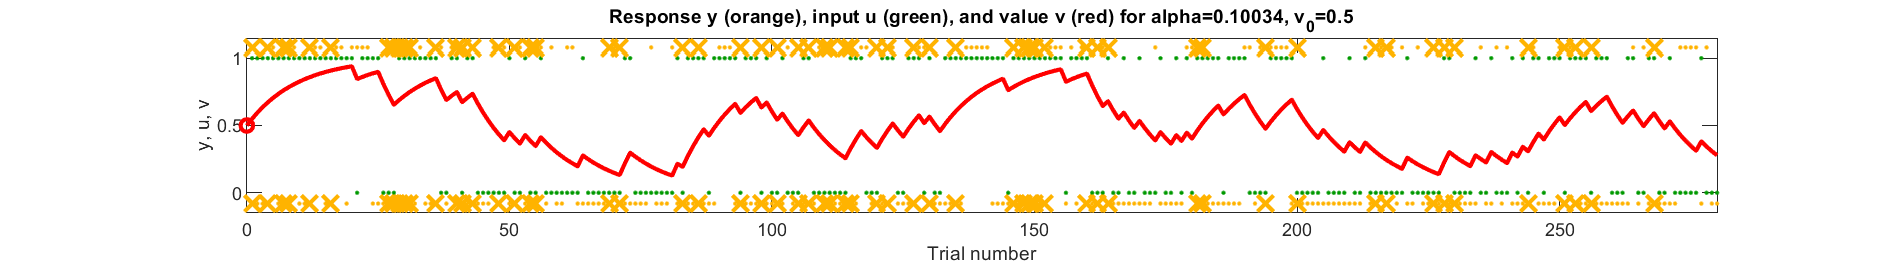 Response y (orange), input u (green), and value v (red) for alpha=0.10034, v0=0.5
y, u, v
1
0.5
0
0 50 100 150 200 250
Trial number